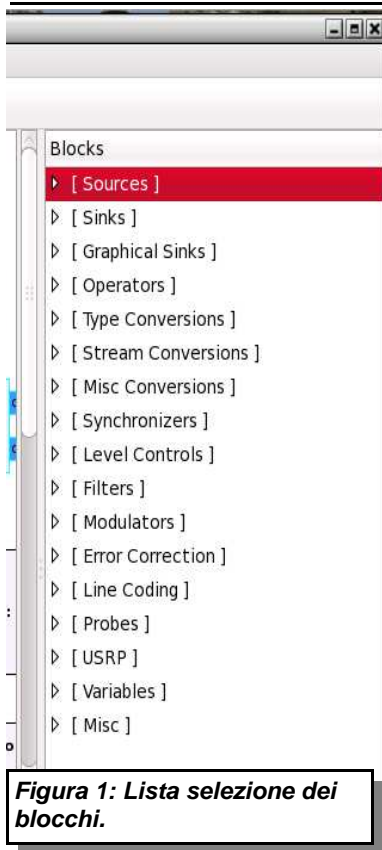 Blocks
[ Sources ]
[ Sinks ]
[ Graphical Sinks ]
[ Operators ]
[ Type Conversions ]
[ Stream Conversions ]
[ Misc Conversions ]
[ Synchronizers ]
[ Level Controls ]
[ Filters ]
[ Modulators ]
[ Error Correction ]
[ Line Coding ]
[ Probes ]
[ USRP ]
[ Variables ]
[ Misc ]
Figura 1: Lista selezione dei
blocchi.